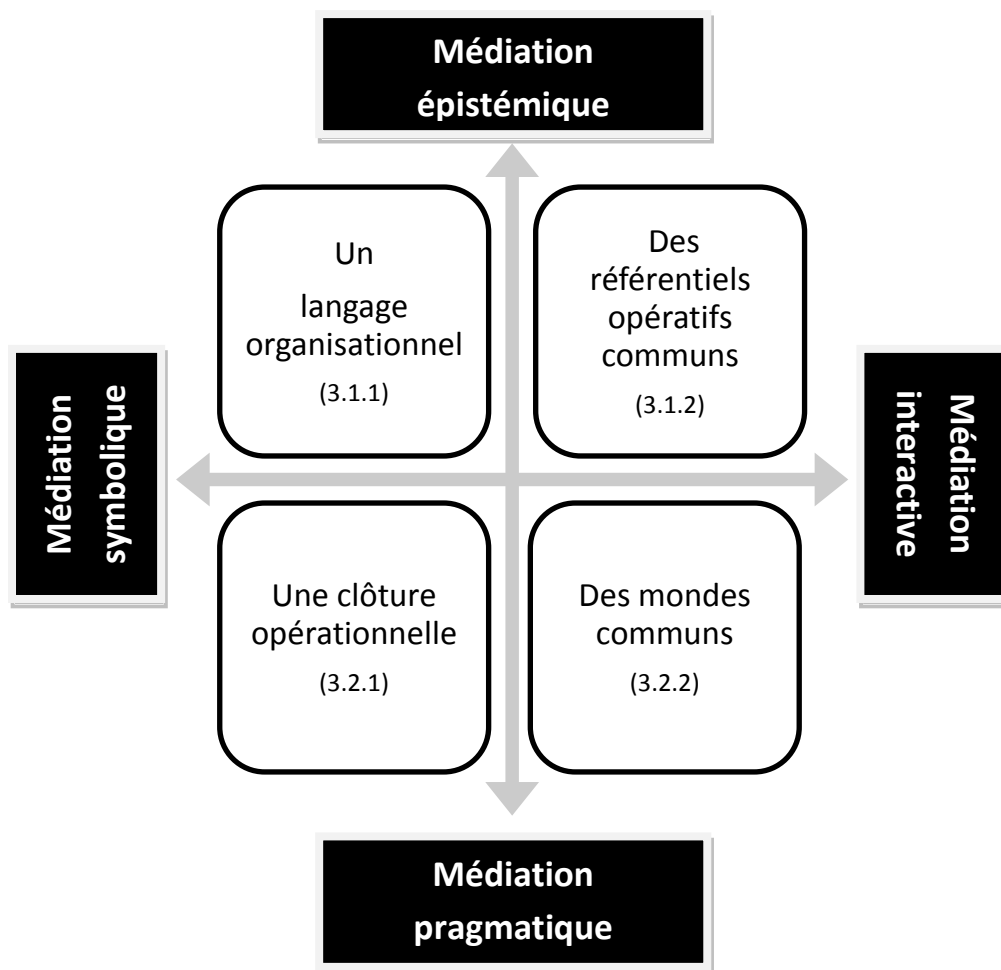 Médiation
épistémique
Un
langage
organisationnel
(3.1.1)
Des
référentiels
opératifs
communs
(3.1.2)
Médiation
symbolique
Médiation
interactive
Une clôture
opérationnelle
(3.2.1)
Des mondes
communs
(3.2.2)
Médiation
pragmatique